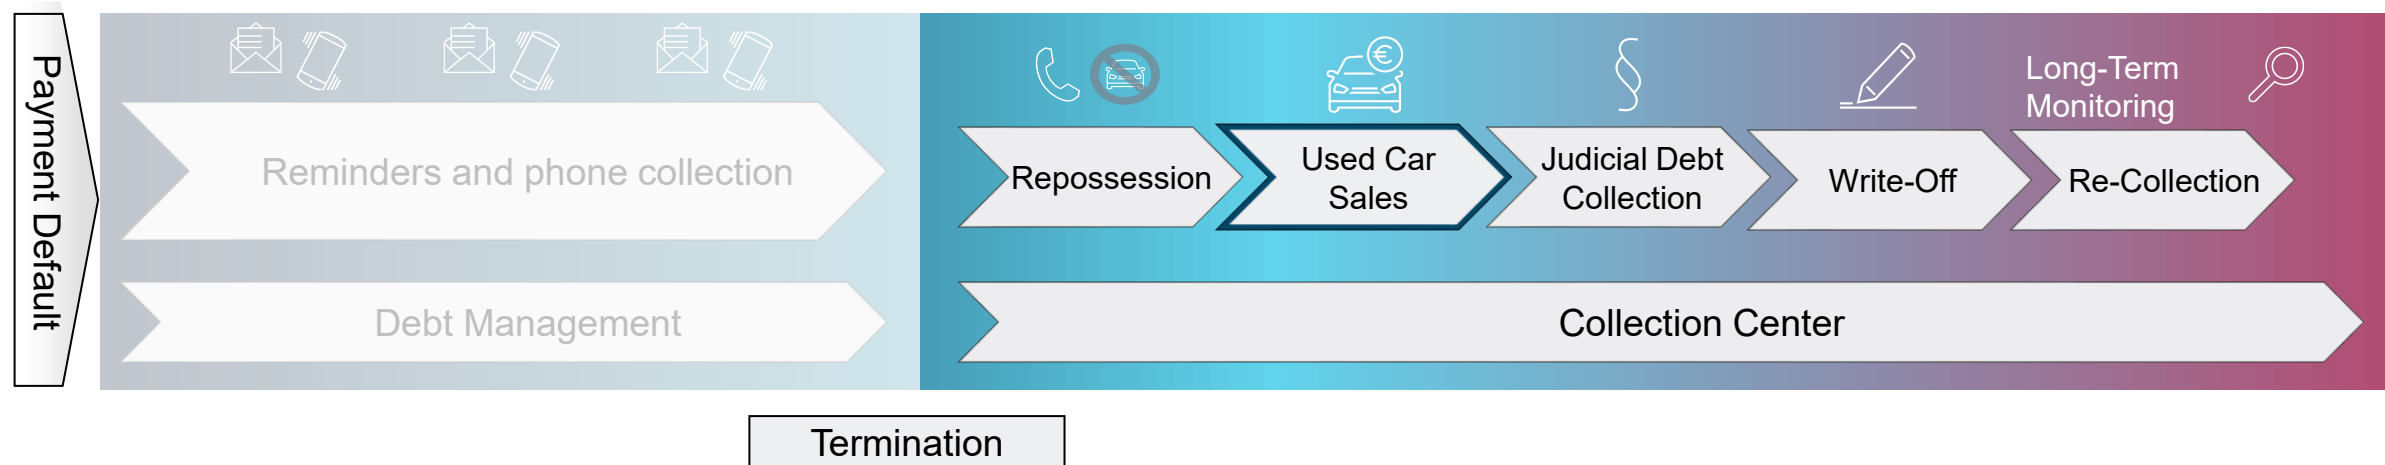 Payment Default
Reminders and phone collection
Debt Management
Long-Term
Monitoring
Repossession
Used Car
Sales
Judicial Debt
Collection
Write-Off
Re-Collection
Collection Center
Termination